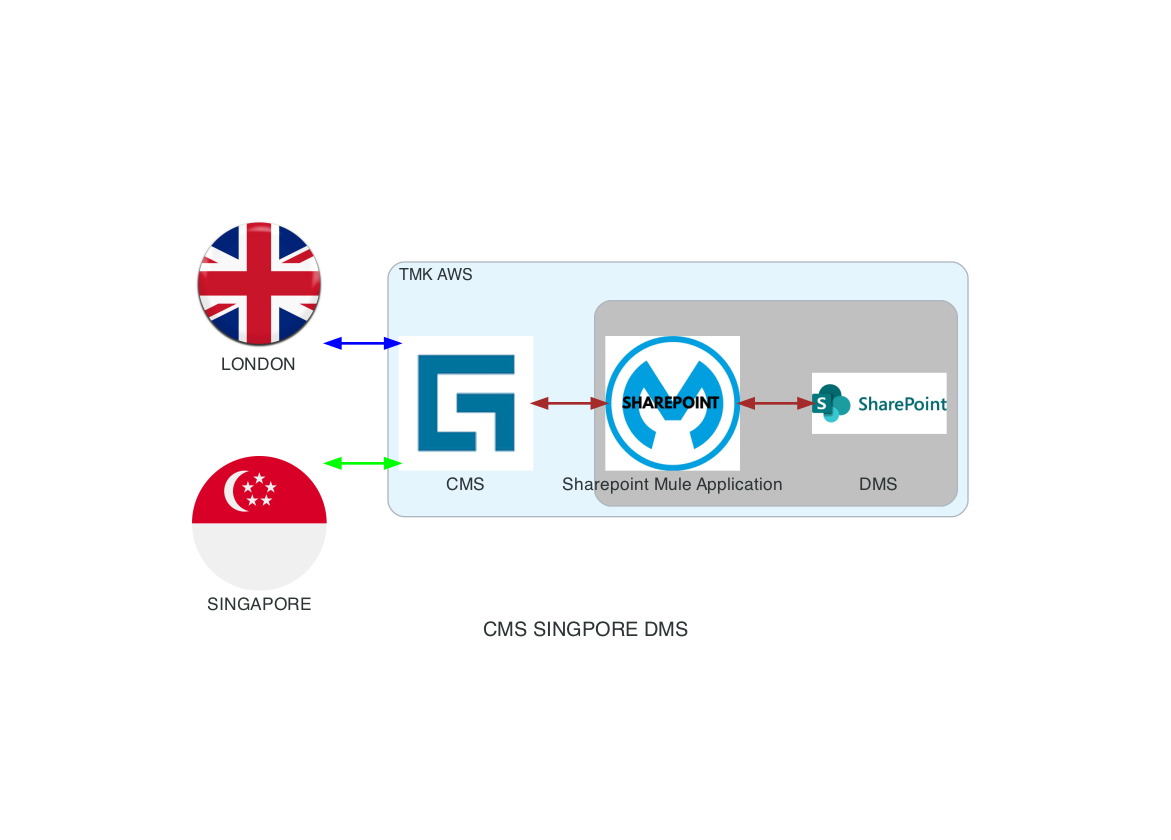 TMK AWS
LONDON
SHAREPOINT
S SharePoint
CMS
Sharepoint Mule Application
DMS
SINGAPORE
CMS SINGPORE DMS